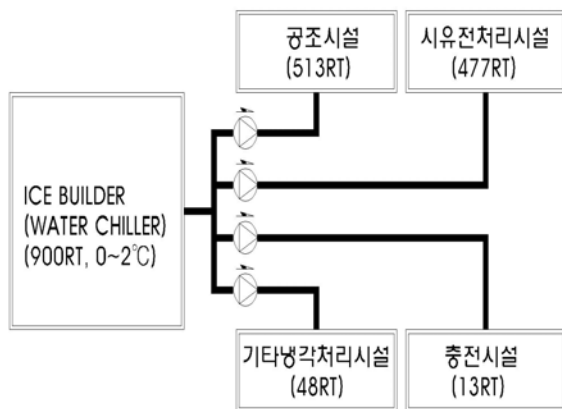 공조시설
(513RT)
시유전처리시설
(477RT)
ICE BUILDER
(WATER CHILLER)
(900RT, 0~2℃)
기타냉각처리시설
(48RT)
충전시설
(13RT)